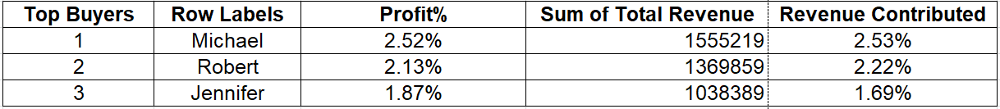 Top Buyers Row Labels Profit% Sum of Total Revenue Revenue Contributed
1 Michael 2.52% 1555219 2.53%
2 Robert 2.13% 1369859 2.22%
3 Jennifer 1.87% 1038389 1.69%